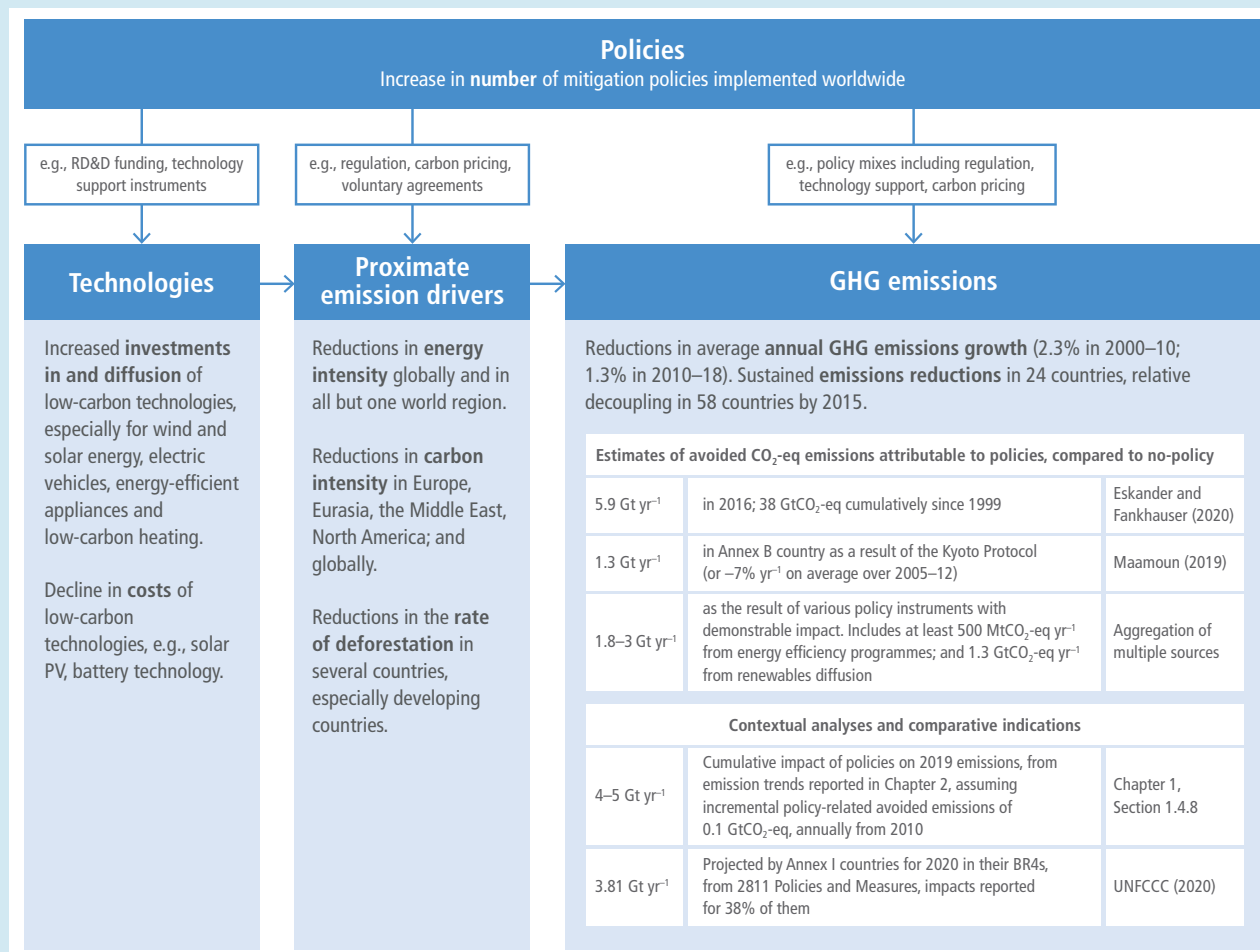 Policies
Increase in number of mitigation policies implemented worldwide
e.g., RD&D funding, technology
support instruments
e.g., regulation, carbon pricing,
voluntary agreements
e.g., policy mixes including regulation,
technology support, carbon pricing
Technologies
Increased investments
in and diffusion of
low-carbon technologies,
especially for wind and
solar energy, electric
vehicles, energy-efficient
appliances and
low-carbon heating.
Decline in costs of
low-carbon
technologies, e.g., solar
PV, battery technology.
Proximate
emission drivers
Reductions in energy
intensity globally and in
all but one world region.
Reductions in carbon
intensity in Europe,
Eurasia, the Middle East,
North America; and
globally.
Reductions in the rate
of deforestation in
several countries,
especially developing
countries.
GHG emissions
Reductions in average annual GHG emissions growth (2.3% in 2000–10;
1.3% in 2010–18). Sustained emissions reductions in 24 countries, relative
decoupling in 58 countries by 2015.
Estimates of avoided CO₂-eq emissions attributable to policies, compared to no-policy
5.9 Gt yr⁻¹
in 2016; 38 GtCO₂-eq cumulatively since 1999
Eskander and
Fankhauser (2020)
1.3 Gt yr⁻¹
in Annex B country as a result of the Kyoto Protocol
(or –7% yr⁻¹ on average over 2005–12)
Maamoun (2019)
1.8–3 Gt yr⁻¹
as the result of various policy instruments with
demonstrable impact. Includes at least 500 MtCO₂-eq yr⁻¹
from energy efficiency programmes; and 1.3 GtCO₂-eq yr⁻¹
from renewables diffusion
Aggregation of
multiple sources
Contextual analyses and comparative indications
4–5 Gt yr⁻¹
Cumulative impact of policies on 2019 emissions, from
emission trends reported in Chapter 2, assuming
incremental policy-related avoided emissions of
0.1 GtCO₂-eq, annually from 2010
Chapter 1,
Section 1.4.8
3.81 Gt yr⁻¹
Projected by Annex I countries for 2020 in their BR4s,
from 2811 Policies and Measures, impacts reported
for 38% of them
UNFCCC (2020)